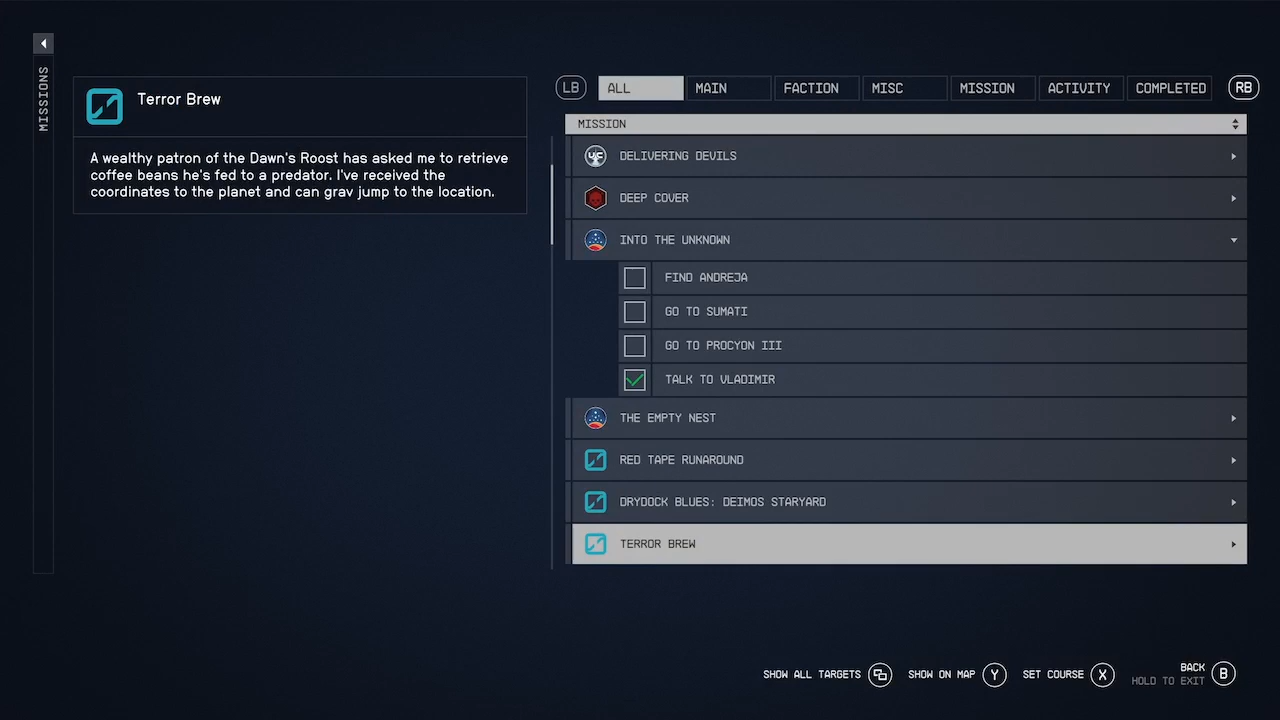 MISSIONS
Terror Brew
A wealthy patron of the Dawn's Roost has asked me to retrieve
coffee beans he's fed to a predator. I've received the
coordinates to the planet and can grav jump to the location.
LB
ALL
MAIN
FACTION
MISC
MISSION
ACTIVITY
COMPLETED
RB
MISSION
UC
DELIVERING DEVILS
DEEP COVER
INTO THE UNKNOWN
FIND ANDREJA
GO TO SUMATI
GO TO PROCYON III
TALK TO VLADIMIR
THE EMPTY NEST
RED TAPE RUNAROUND
DRYDOCK BLUES: DEIMOS STARYARD
TERROR BREW
SHOW ALL TARGETS
SHOW ON MAP Y
SET COURSE X
BACK B
HOLD TO EXIT